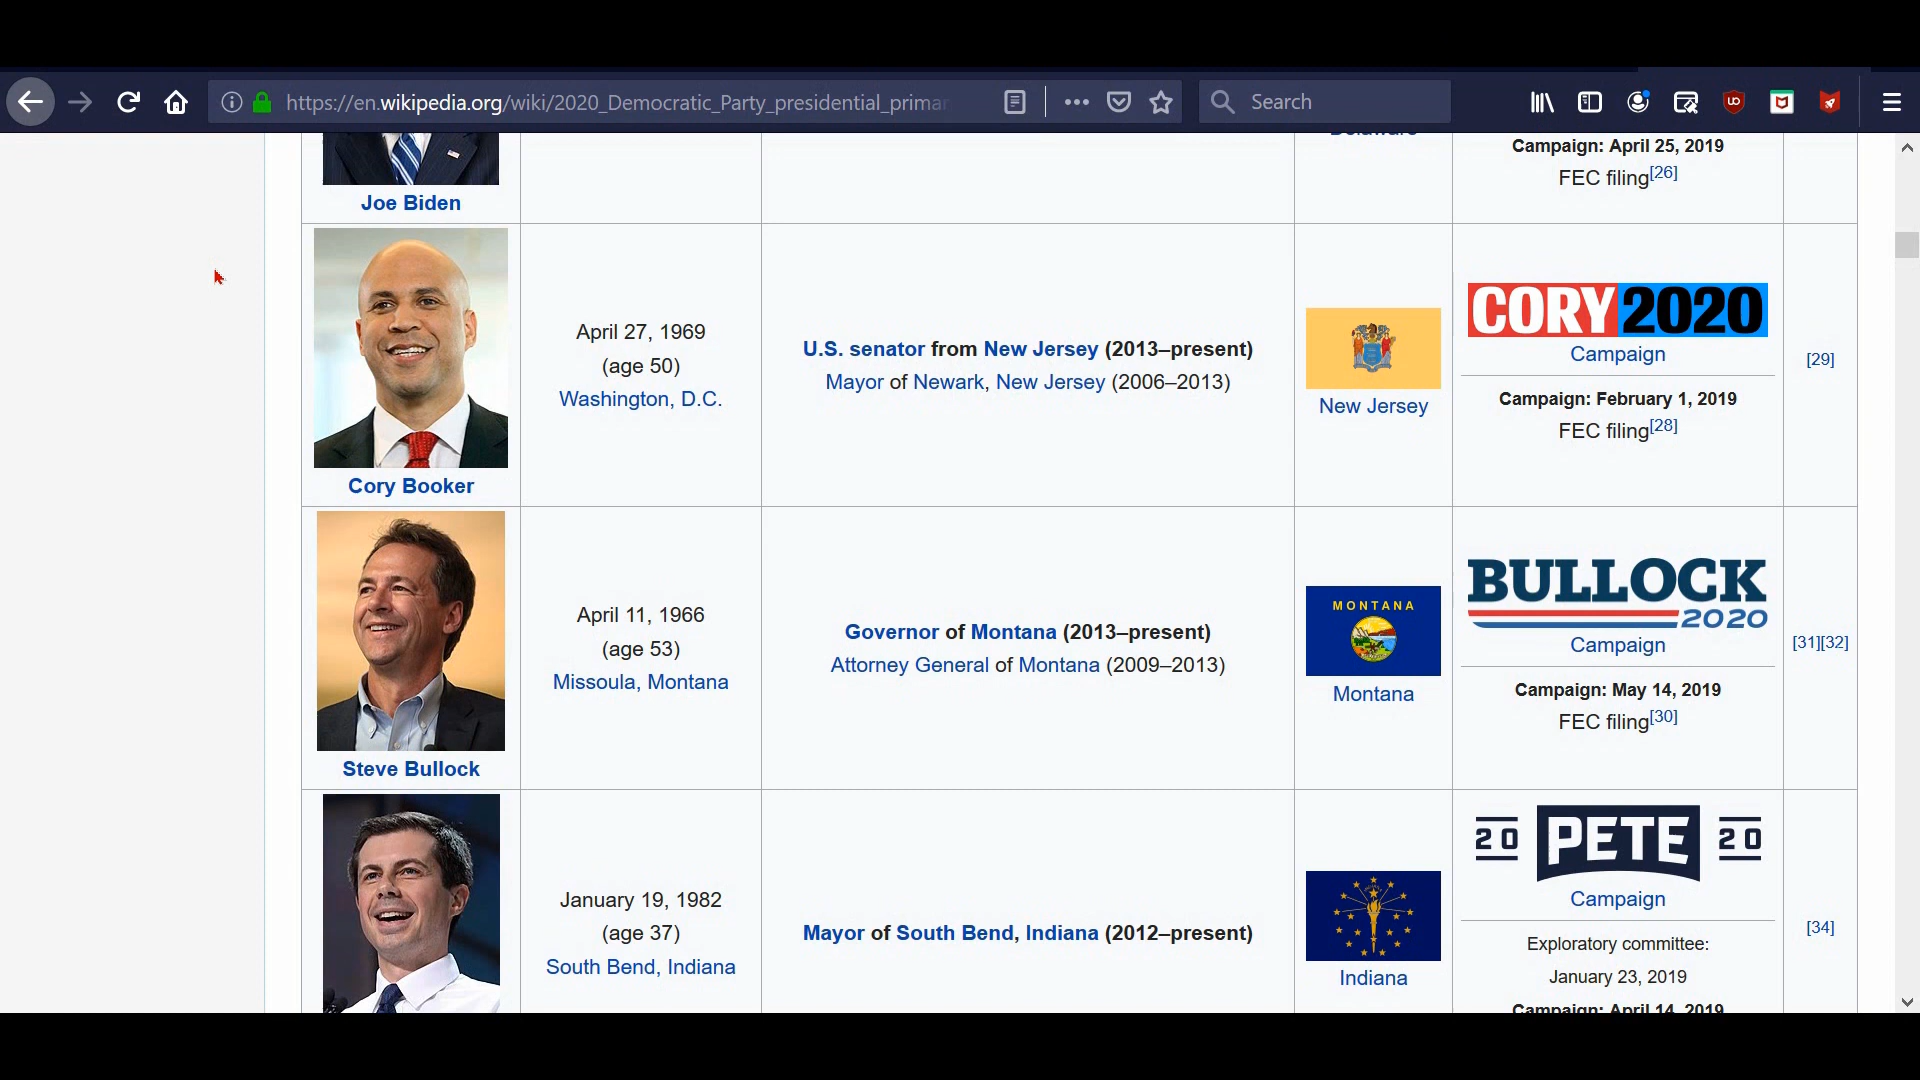 https://en.wikipedia.org/wiki/2020_Democratic_Party_presidential_primar
Search
Delaware
Campaign: April 25, 2019
FEC filing[26]
Joe Biden
April 27, 1969
(age 50)
Washington, D.C.
U.S. senator from New Jersey (2013–present)
Mayor of Newark, New Jersey (2006–2013)
New Jersey
CORY 2020
Campaign
Campaign: February 1, 2019
FEC filing[28]
[29]
Cory Booker
April 11, 1966
(age 53)
Missoula, Montana
Governor of Montana (2013–present)
Attorney General of Montana (2009–2013)
MONTANA
Montana
BULLOCK
2020
Campaign
Campaign: May 14, 2019
FEC filing[30]
[31][32]
Steve Bullock
January 19, 1982
(age 37)
South Bend, Indiana
Mayor of South Bend, Indiana (2012–present)
Indiana
20 PETE 20
Campaign
Exploratory committee:
January 23, 2019
Campaign: April 14, 2019
[34]